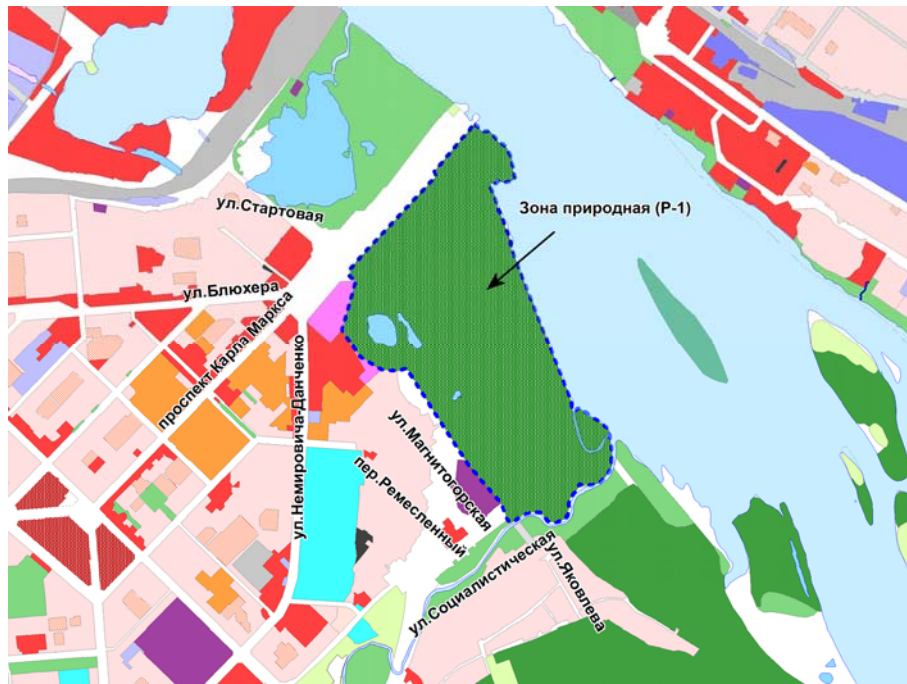 ул.Стартовая
Зона природная (Р-1)
ул.Блюхера
проспект Карла Маркса
ул.Немировича-Данченко
ул.Магнитогорская
пер.Ремесленный
ул.Социалистическая
ул.Яковлева